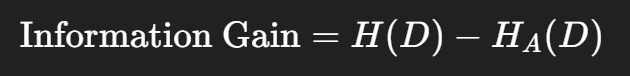 Information Gain = H(D) − H_A(D)